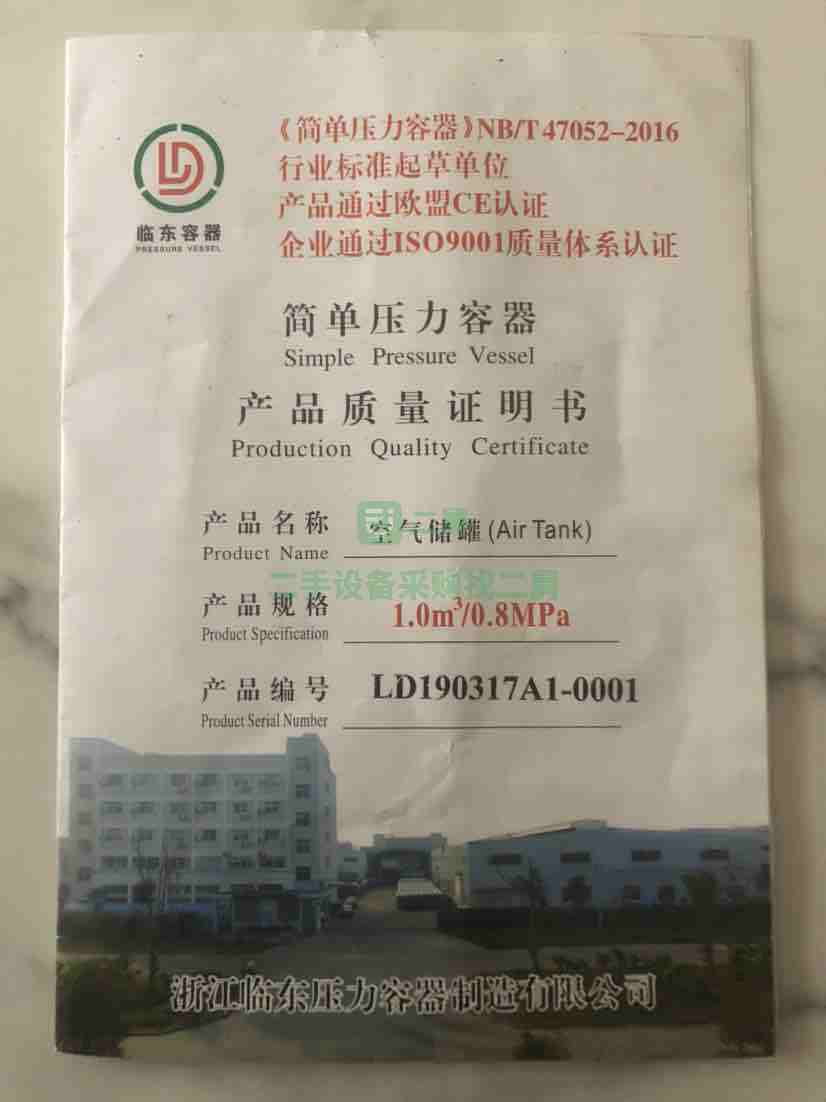 《简单压力容器》NB/T 47052-2016
行业标准起草单位
产品通过欧盟CE认证
企业通过ISO9001质量体系认证
LD
临东容器
PRESSURE VESSEL
简单压力容器
Simple Pressure Vessel
产品质量证明书
Production Quality Certificate
产品名称 空气储罐(Air Tank)
Product Name
二手设备采购找二易
产品规格 1.0m³/0.8MPa
Product Specification
产品编号 LD190317A1-0001
Product Serial Number
浙江临东压力容器制造有限公司